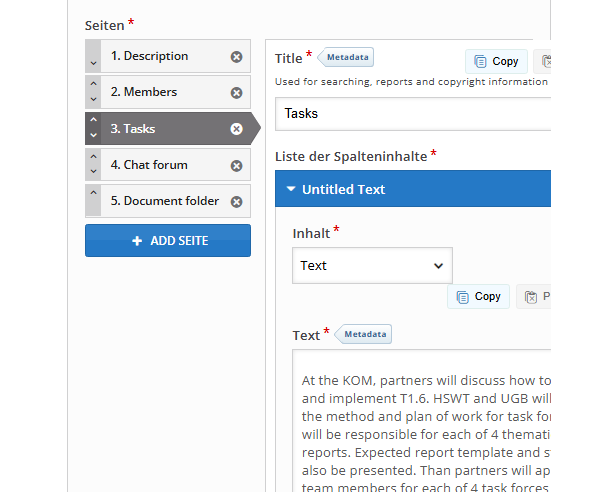 Seiten *
1. Description
2. Members
3. Tasks
4. Chat forum
5. Document folder
+ ADD SEITE
Title * Metadata Copy
Used for searching, reports and copyright information
Tasks
Liste der Spalteninhalte *
Untitled Text
Inhalt *
Text
Copy P
Text * Metadata
At the KOM, partners will discuss how to
and implement T1.6. HSWT and UGB will
the method and plan of work for task fo
will be responsible for each of 4 themati
reports. Expected report template and s
also be presented. Than partners will ap
team members for each of 4 task forces